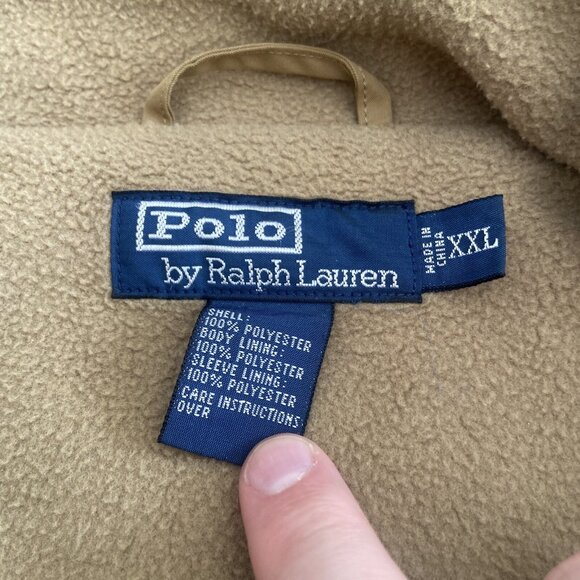 Polo
by Ralph Lauren
MADE IN
CHINA
XXL
SHELL:
100% POLYESTER
BODY LINING:
100% POLYESTER
SLEEVE LINING:
100% POLYESTER
CARE INSTRUCTIONS
OVER